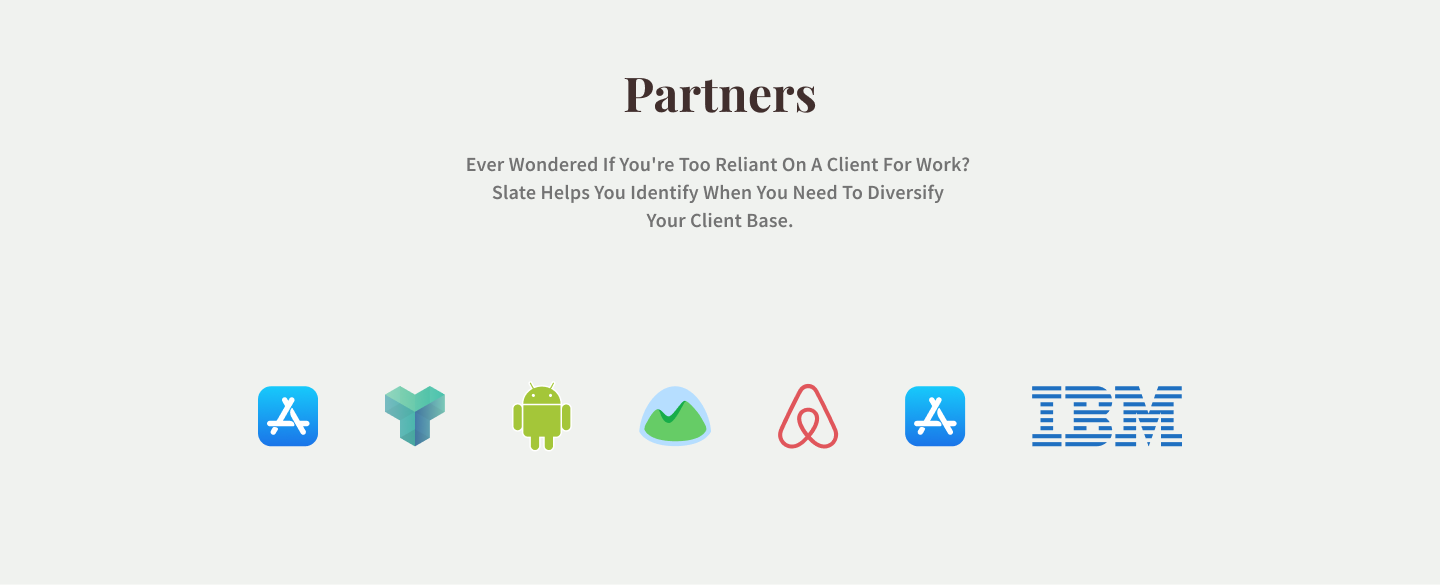 Partners
Ever Wondered If You're Too Reliant On A Client For Work?
Slate Helps You Identify When You Need To Diversify
Your Client Base.
IBM